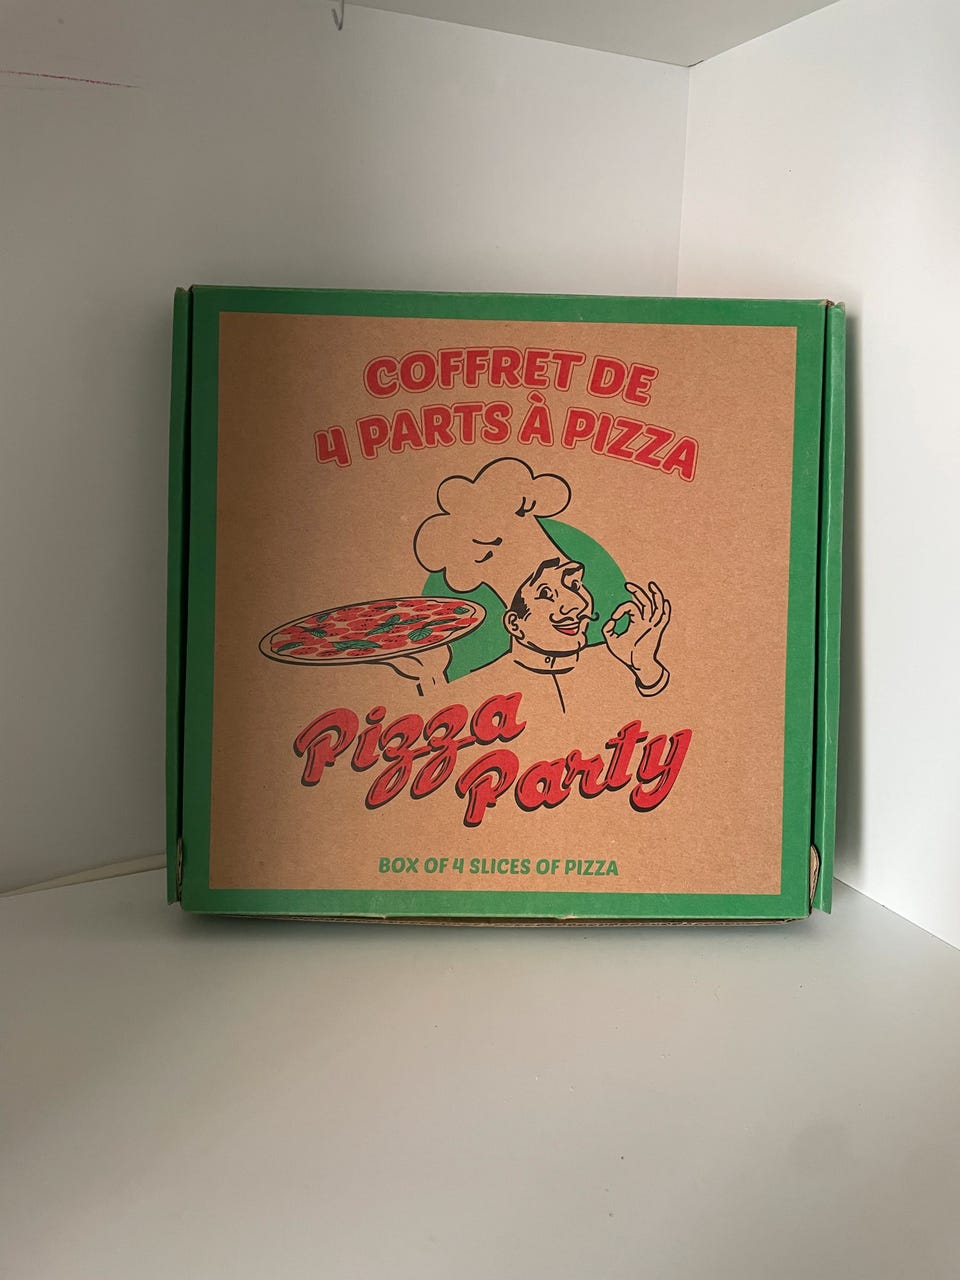 COFFRET DE
4 PARTS À PIZZA
Pizza
Party
BOX OF 4 SLICES OF PIZZA